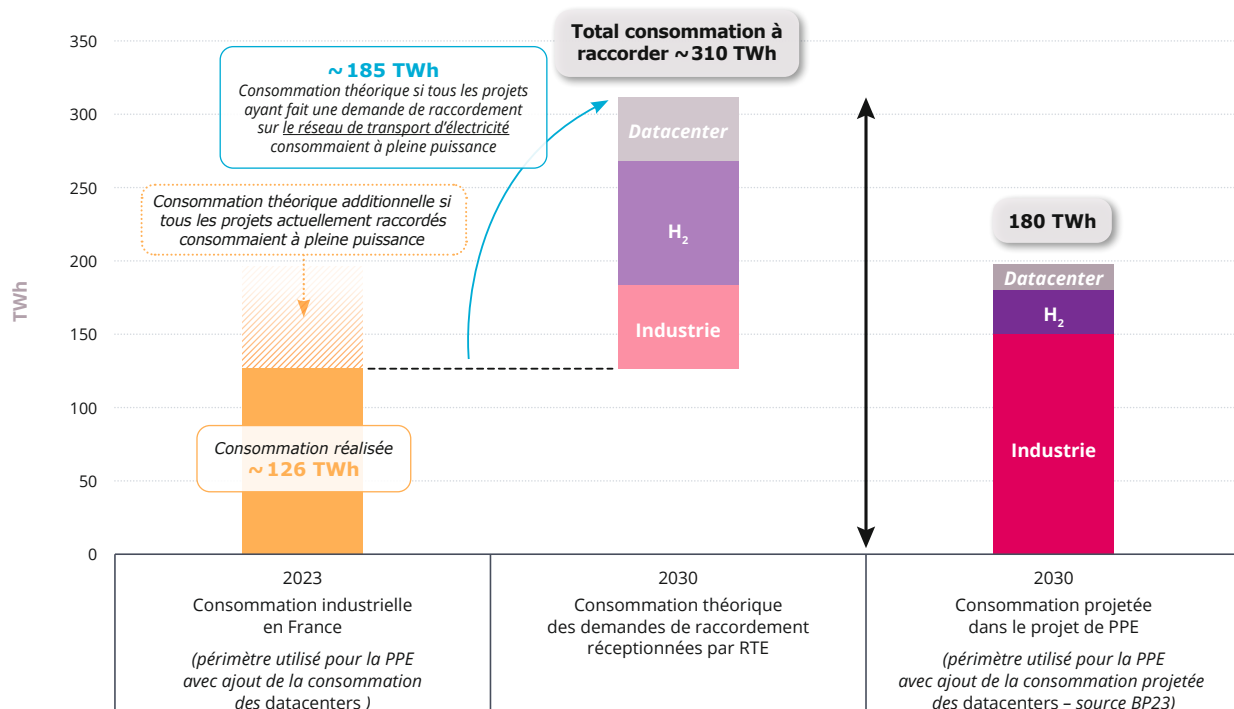 Total consommation à
raccorder ~310 TWh
~185 TWh
Consommation théorique si tous les projets
ayant fait une demande de raccordement
sur le réseau de transport d'électricité
consommaient à pleine puissance
Consommation théorique additionnelle si
tous les projets actuellement raccordés
consommaient à pleine puissance
Consommation réalisée
~126 TWh
Datacenter
H₂
Industrie
180 TWh
Datacenter
H₂
Industrie
TWh
350
300
250
200
150
100
50
0
2023
Consommation industrielle
en France
(périmètre utilisé pour la PPE
avec ajout de la consommation
des datacenters )
2030
Consommation théorique
des demandes de raccordement
réceptionnées par RTE
2030
Consommation projetée
dans le projet de PPE
(périmètre utilisé pour la PPE
avec ajout de la consommation projetée
des datacenters – source BP23)